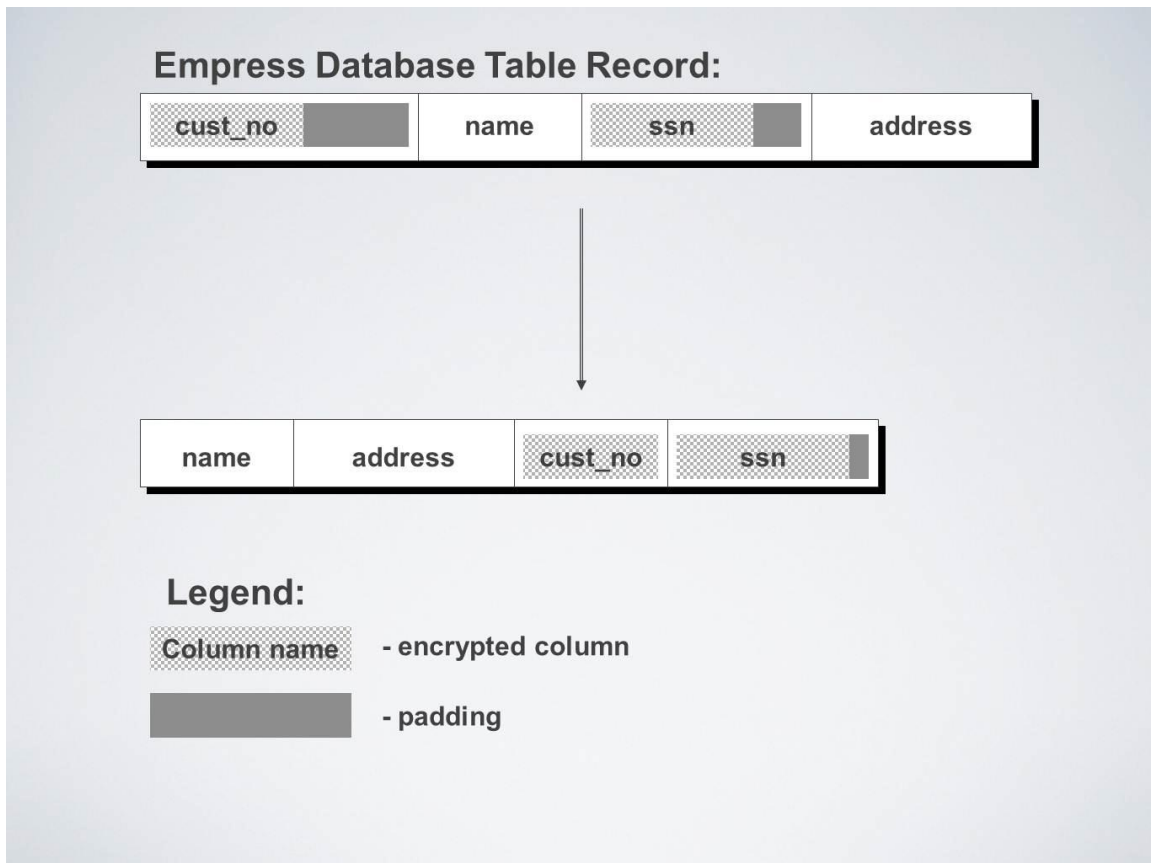 Empress Database Table Record:
cust_no name ssn address
name address cust_no ssn
Legend:
Column name - encrypted column
- padding